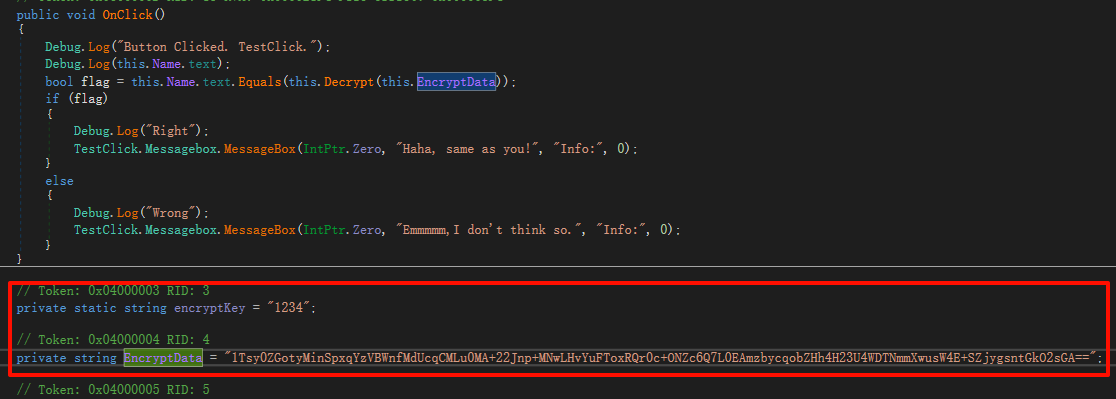 public void OnClick()
{
Debug.Log("Button Clicked. TestClick.");
Debug.Log(this.Name.text);
bool flag = this.Name.text.Equals(this.Decrypt(this.EncryptData));
if (flag)
{
Debug.Log("Right");
TestClick.Messagebox.MessageBox(IntPtr.Zero, "Haha, same as you!", "Info:", 0);
}
else
{
Debug.Log("Wrong");
TestClick.Messagebox.MessageBox(IntPtr.Zero, "Emmmmm,I don't think so.", "Info:", 0);
}
}
// Token: 0x04000003 RID: 3
private static string encryptKey = "1234";
// Token: 0x04000004 RID: 4
private string EncryptData = "1Tsy0ZGotyMinSpxqYzVBWnfMdUcqCMLu0MA+22Jnp+MNwLHvYuFToxRQr0c+ONZc6Q7L0EAmzbycqobZHh4H23U4WDTNmmXwusW4E+SZjygsntGkO2sGA==";
// Token: 0x04000005 RID: 5